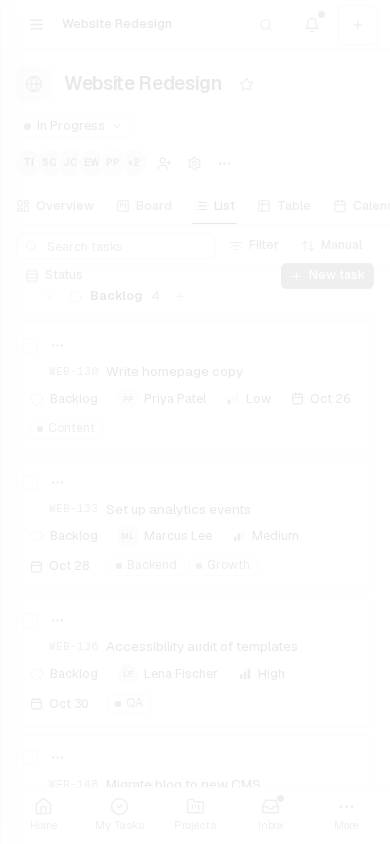 Website Redesign
Website Redesign
In Progress
SC JC EW PP +2
Overview Board List Table
Search tasks Filter Manual
Status New task
Backlog 4
WEB-130 Write homepage copy
Backlog PP Priya Patel Low Oct 26
Content
WEB-133 Set up analytics events
Backlog ML Marcus Lee Medium
Oct 28 Backend Growth
WEB-136 Accessibility audit of templates
Backlog LF Lena Fischer High
Oct 30 QA
Migrate blog to new CMS
Home My Tasks Projects Inbox More